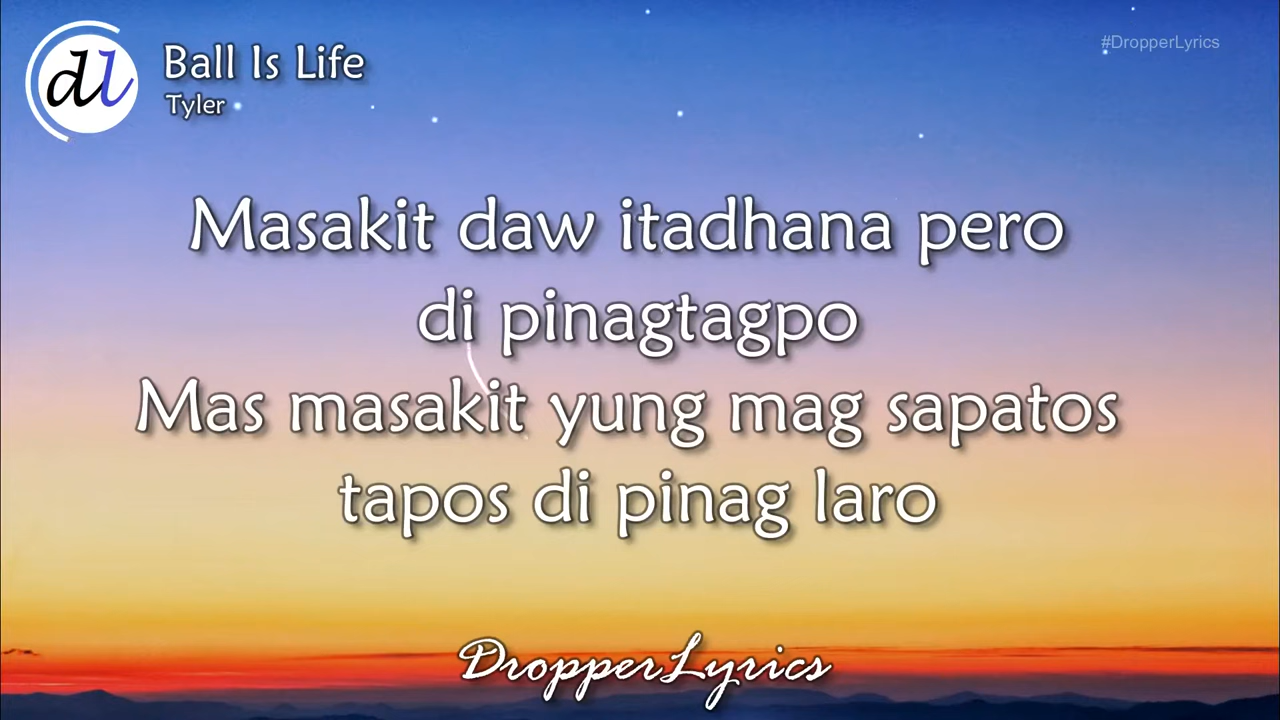 dl
Ball Is Life
Tyler
#DropperLyrics
Masakit daw itadhana pero
di pinagtagpo
Mas masakit yung mag sapatos
tapos di pinag laro
DropperLyrics